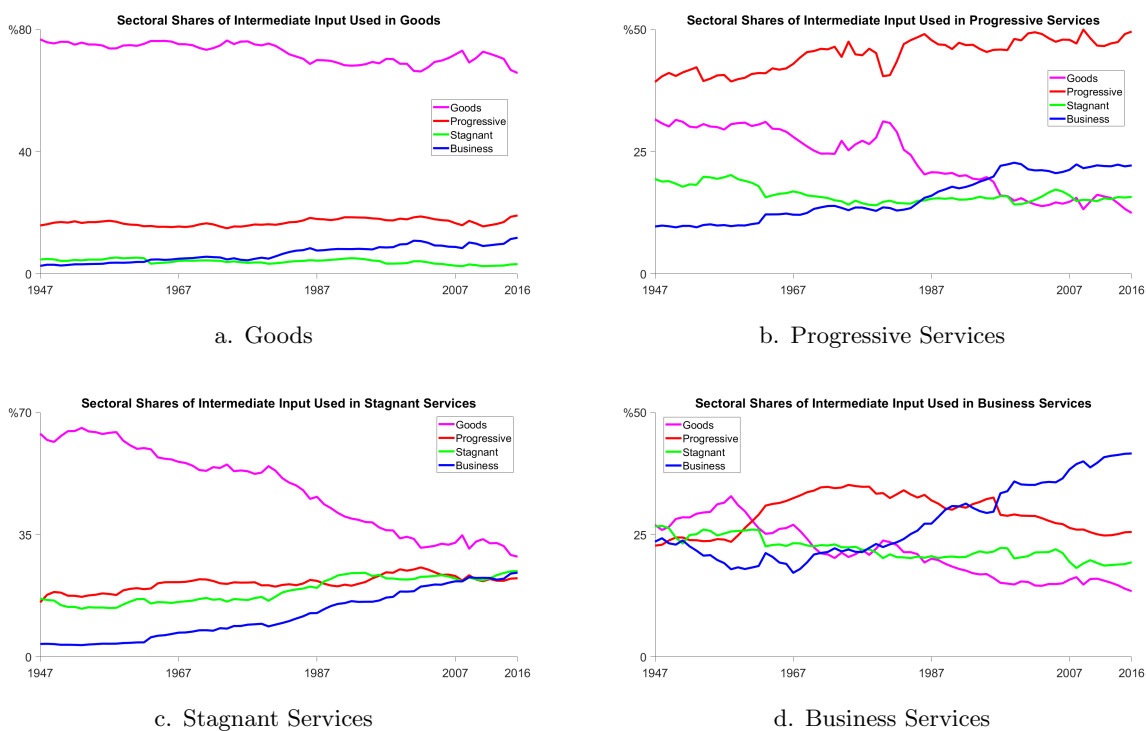 Sectoral Shares of Intermediate Input Used in Goods
%80
40
0
Goods
Progressive
Stagnant
Business
1947 1967 1987 2007 2016
a. Goods
Sectoral Shares of Intermediate Input Used in Progressive Services
%50
25
0
Goods
Progressive
Stagnant
Business
1947 1967 1987 2007 2016
b. Progressive Services
Sectoral Shares of Intermediate Input Used in Stagnant Services
%70
35
0
Goods
Progressive
Stagnant
Business
1947 1967 1987 2007 2016
c. Stagnant Services
Sectoral Shares of Intermediate Input Used in Business Services
%50
25
0
Goods
Progressive
Stagnant
Business
1947 1967 1987 2007 2016
d. Business Services